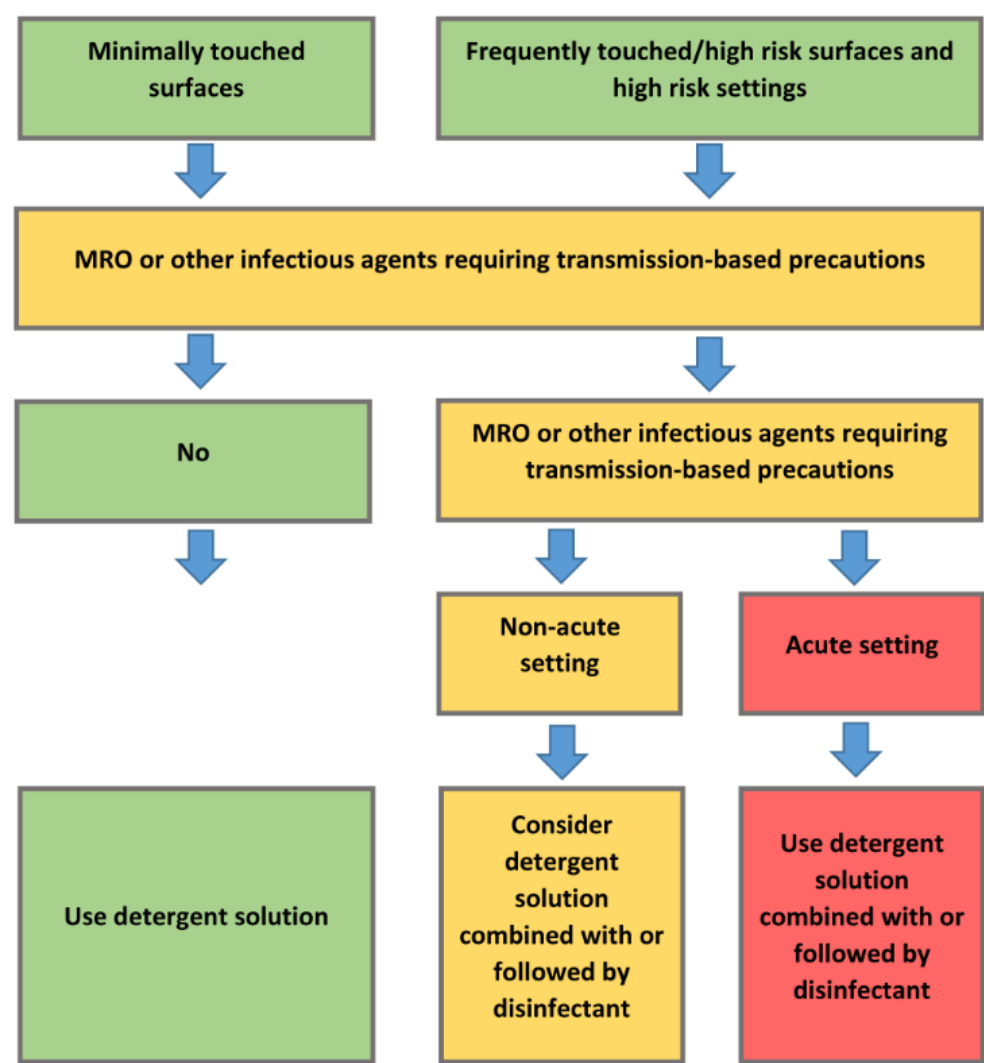 Minimally touched
surfaces
Frequently touched/high risk surfaces and
high risk settings
MRO or other infectious agents requiring transmission-based precautions
No
MRO or other infectious agents requiring
transmission-based precautions
Non-acute
setting
Acute setting
Use detergent solution
Consider
detergent
solution
combined with or
followed by
disinfectant
Use detergent
solution
combined with or
followed by
disinfectant